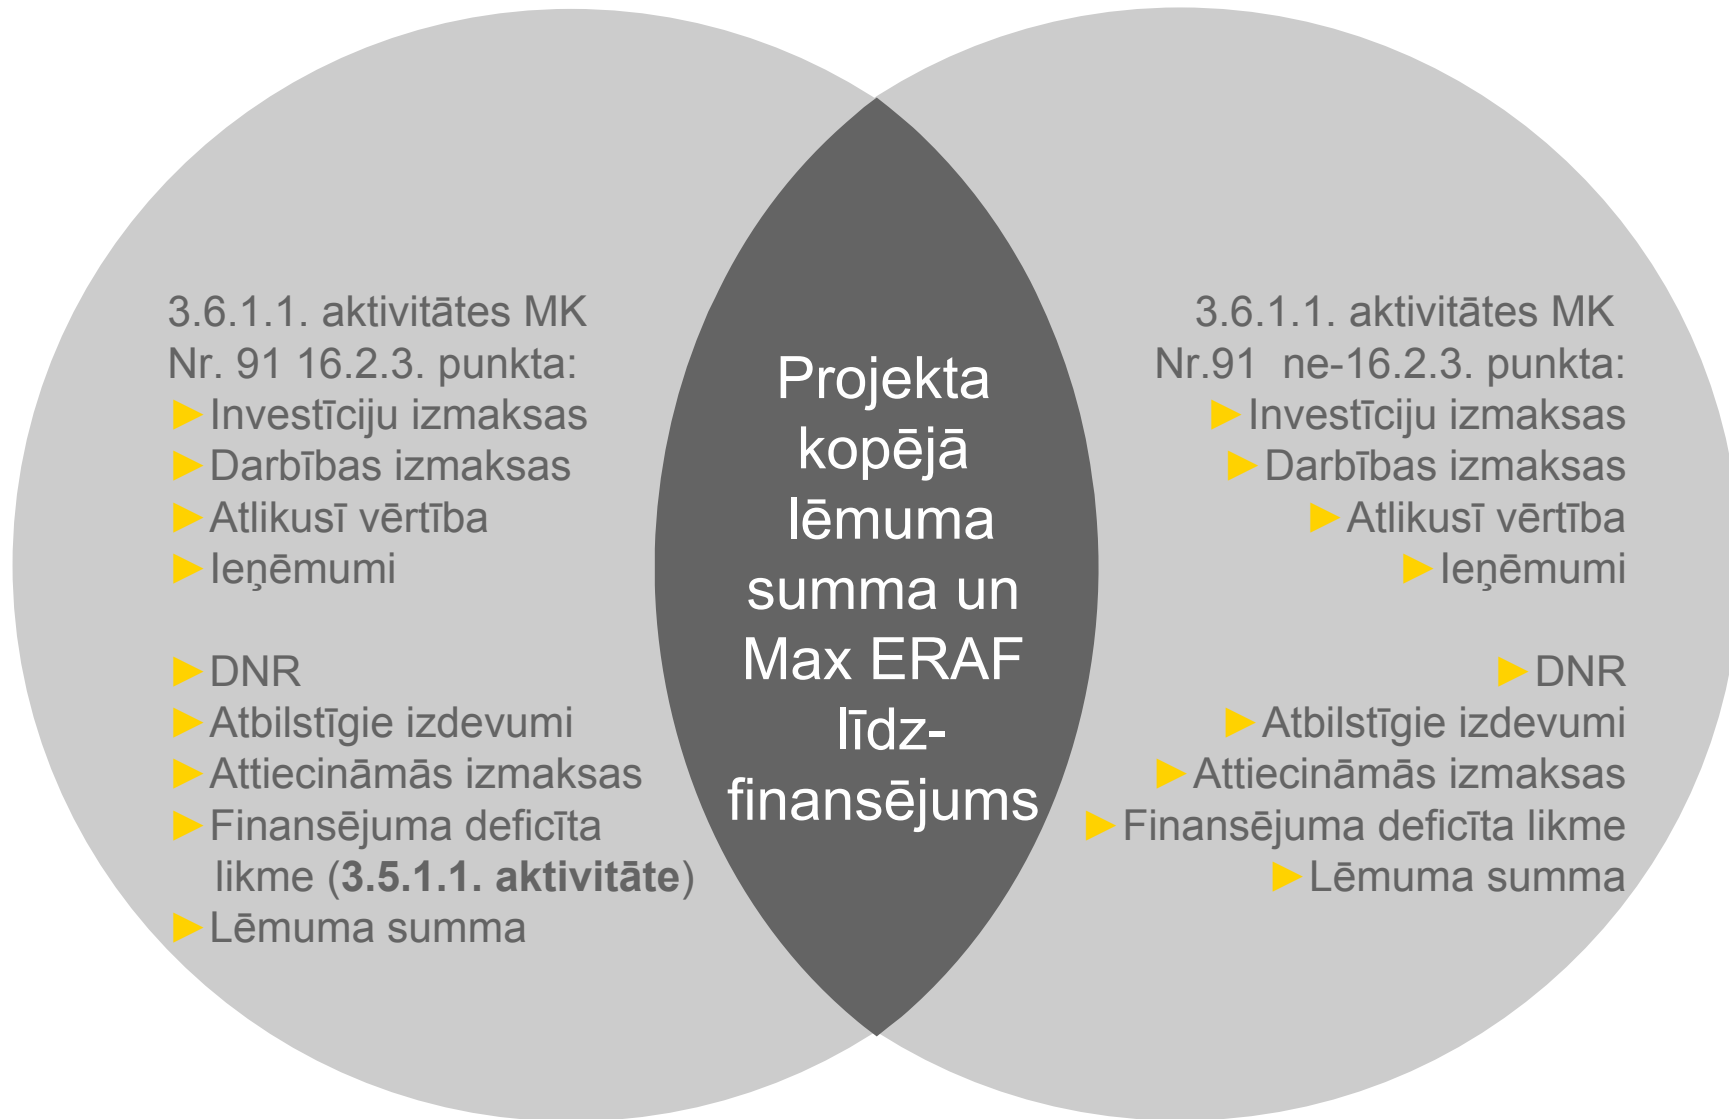 3.6.1.1. aktivitātes MK
Nr. 91 16.2.3. punkta:
►Investīciju izmaksas
►Darbības izmaksas
►Atlikusī vērtība
►Ieņēmumi
►DNR
►Atbilstīgie izdevumi
►Attiecināmās izmaksas
►Finansējuma deficīta
likme (3.5.1.1. aktivitāte)
►Lēmuma summa
Projekta
kopējā
lēmuma
summa un
Max ERAF
līdz-
finansējums
3.6.1.1. aktivitātes MK
Nr.91 ne-16.2.3. punkta:
►Investīciju izmaksas
►Darbības izmaksas
►Atlikusī vērtība
►Ieņēmumi
►DNR
►Atbilstīgie izdevumi
►Attiecināmās izmaksas
►Finansējuma deficīta likme
►Lēmuma summa